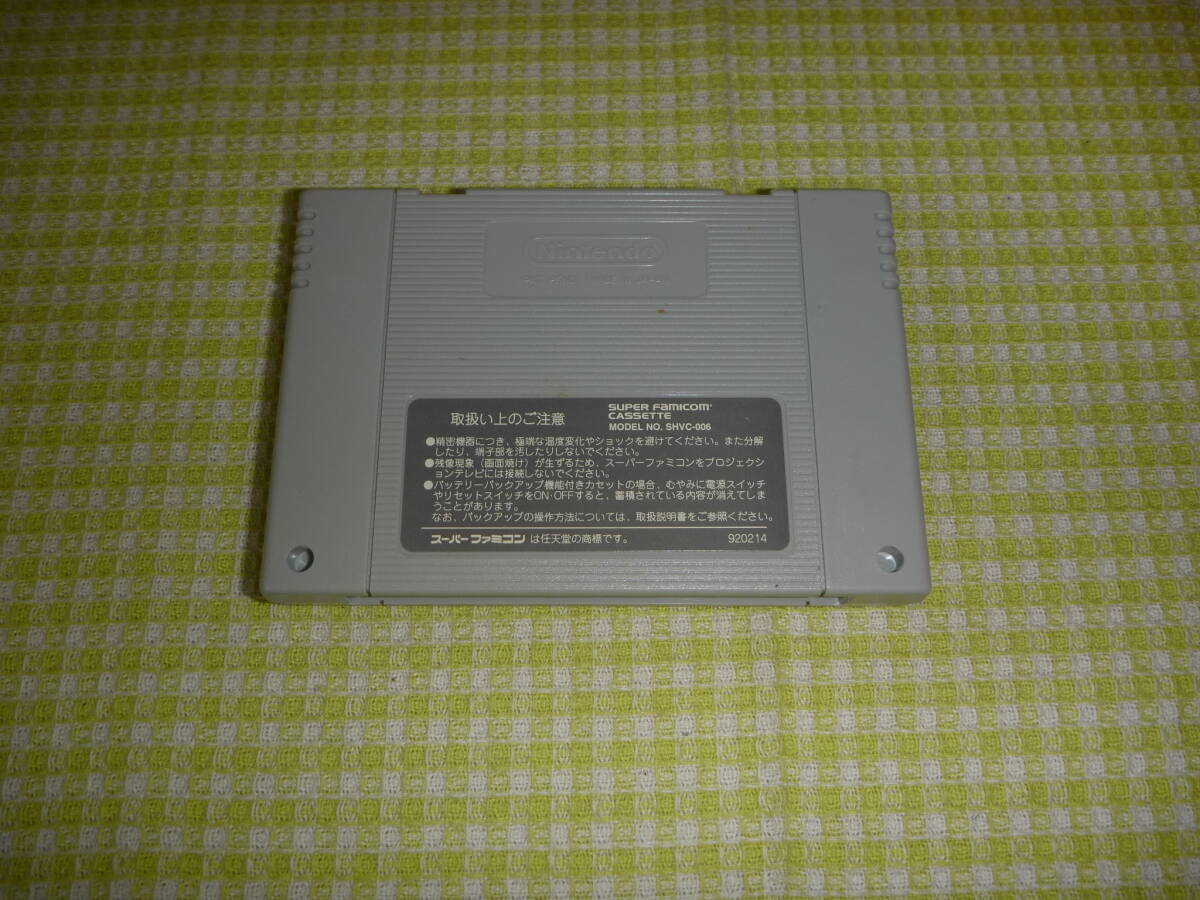 Nintendo
MADE IN JAPAN
取扱い上のご注意
SUPER FAMICOM
CASSETTE
MODEL NO. SHVC-006
●精密機器につき、極端な温度変化やショックを避けてください。また分解
したり、端子部を汚したりしないでください。
●残像現象(画面焼け)が生ずるため、スーパーファミコンをプロジェクシ
ョンテレビには接続しないでください。
●バッテリーバックアップ機能付きカセットの場合、むやみに電源スイッチ
やリセットスイッチをON・OFFすると、蓄積されている内容が消えてしま
うことがあります。
なお、バックアップの操作方法については、取扱説明書をご参照ください。
スーパーファミコン は任天堂の商標です。
920214